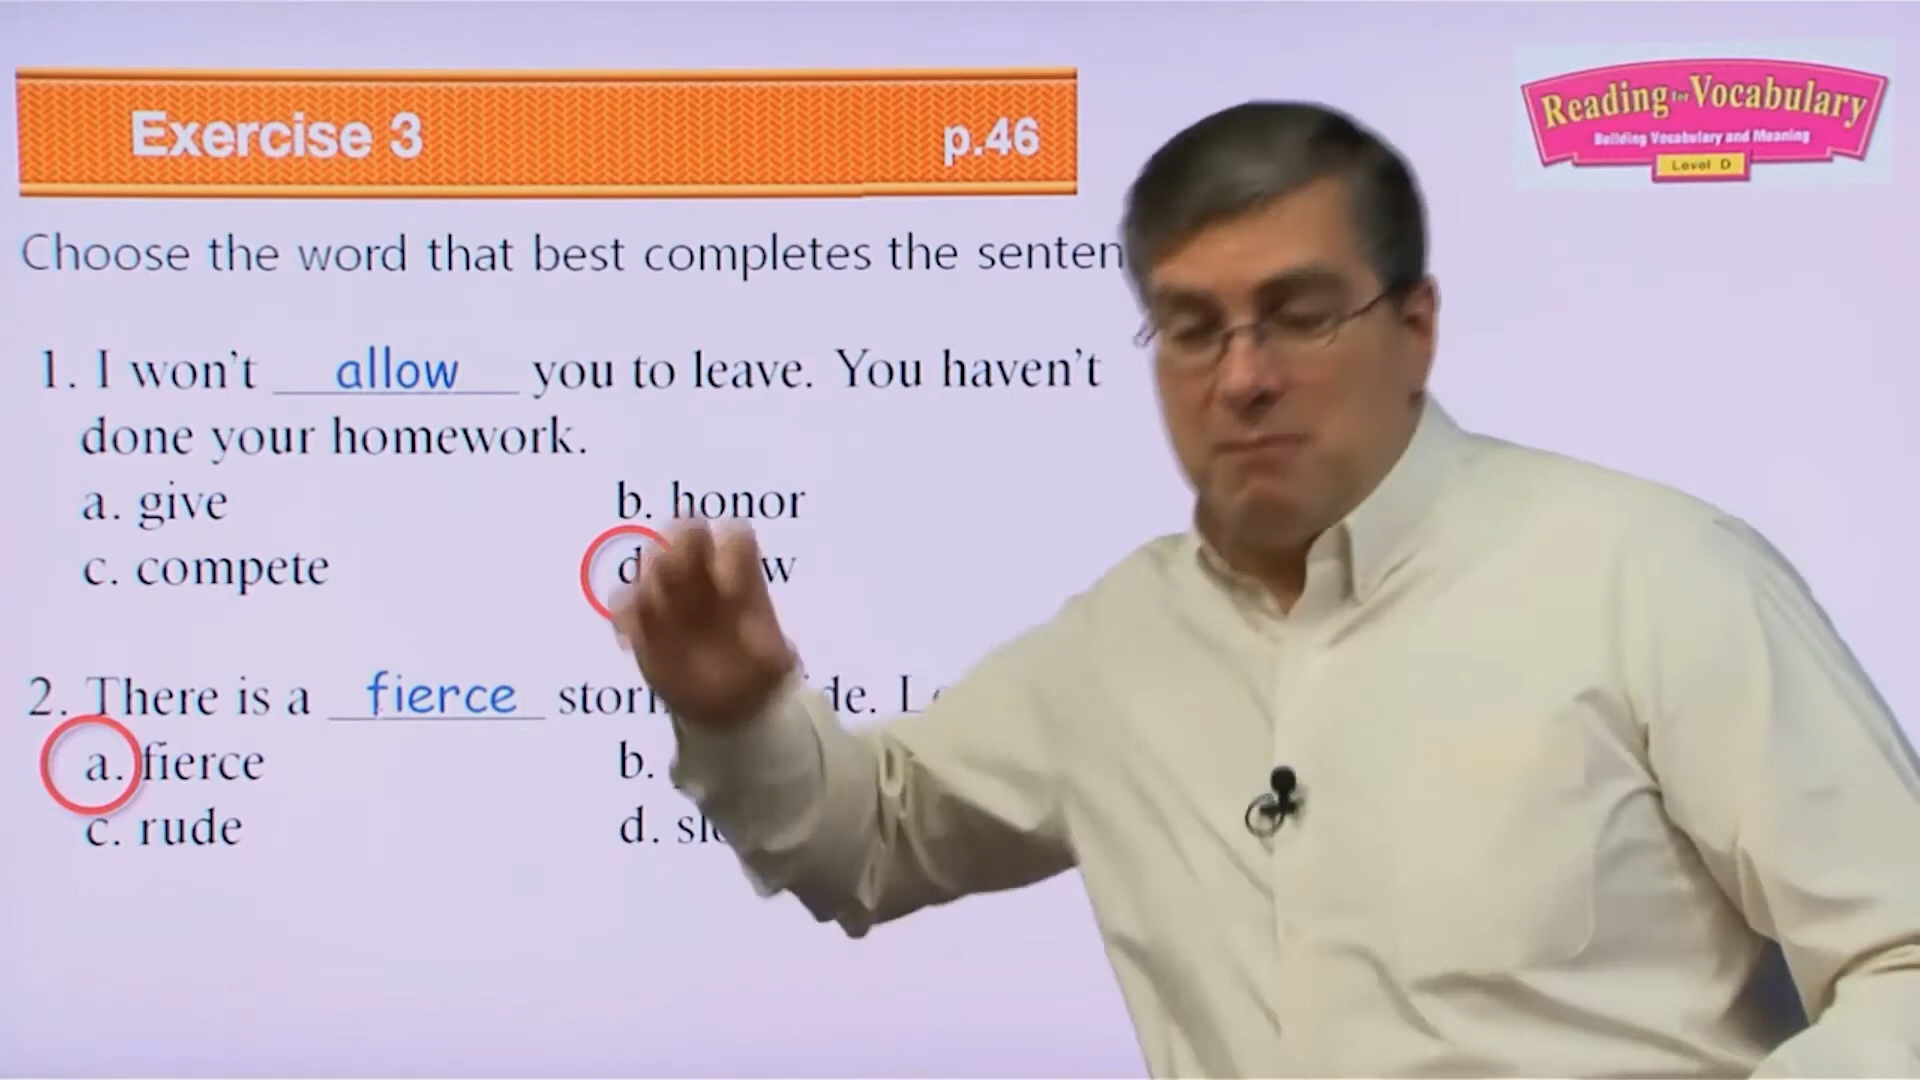 Exercise 3 p.46
Reading for Vocabulary
Building Vocabulary and Meaning
Level D
Choose the word that best completes the
1. I won't allow you to leave. You haven't
done your homework.
a. give b. honor
c. compete d.
2. There is a fierce
a. fierce b.
c. rude d.